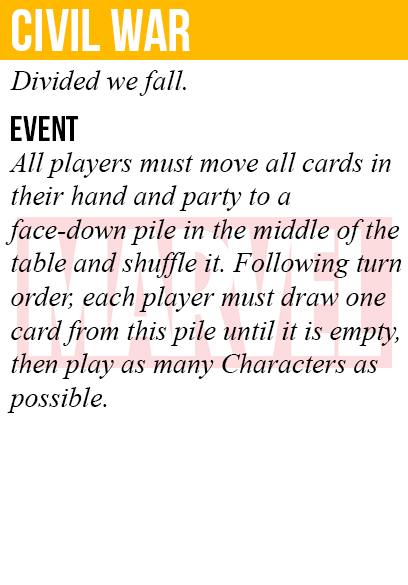 CIVIL WAR
Divided we fall.
EVENT
All players must move all cards in
their hand and party to a
face-down pile in the middle of the
table and shuffle it. Following turn
order, each player must draw one
card from this pile until it is empty,
then play as many Characters as
possible.
MARVEL